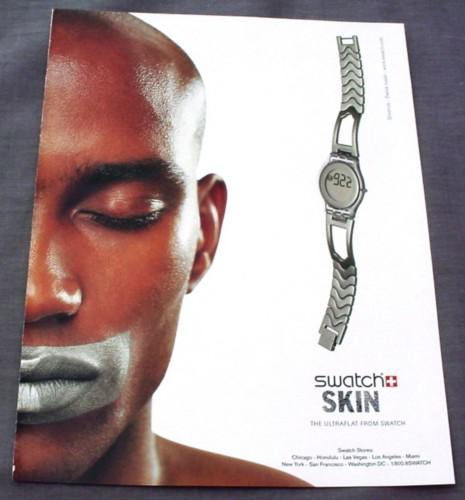 922
swatch
SKIN
THE ULTRAFLAT FROM SWATCH
Swatch Stores:
Chicago - Honolulu - Las Vegas - Los Angeles - Miami
New York - San Francisco - Washington DC - 1.800.8SWATCH